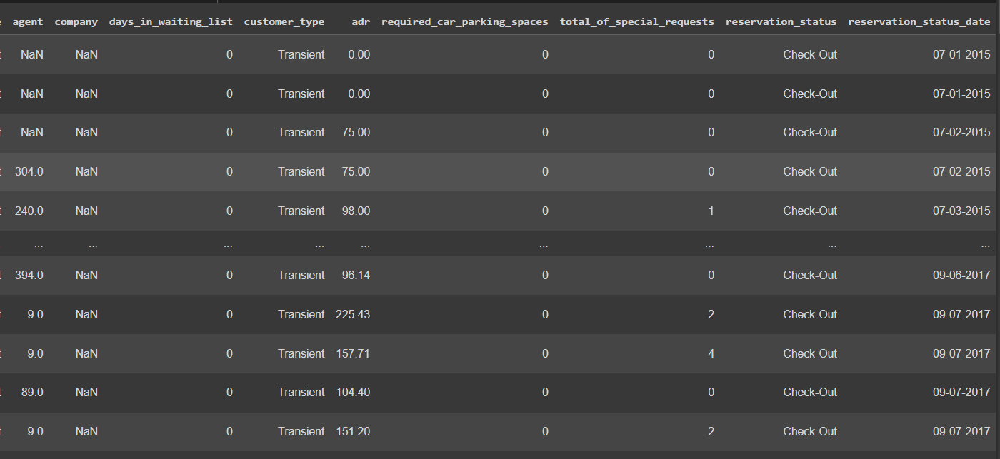 agent company days_in_waiting_list customer_type adr required_car_parking_spaces total_of_special_requests reservation_status reservation_status_date
NaN NaN 0 Transient 0.00 0 0 Check-Out 07-01-2015
NaN NaN 0 Transient 0.00 0 0 Check-Out 07-01-2015
NaN NaN 0 Transient 75.00 0 0 Check-Out 07-02-2015
304.0 NaN 0 Transient 75.00 0 0 Check-Out 07-02-2015
240.0 NaN 0 Transient 98.00 0 1 Check-Out 07-03-2015
... ... ... ... ... ... ... ... ...
394.0 NaN 0 Transient 96.14 0 0 Check-Out 09-06-2017
9.0 NaN 0 Transient 225.43 0 2 Check-Out 09-07-2017
9.0 NaN 0 Transient 157.71 0 4 Check-Out 09-07-2017
89.0 NaN 0 Transient 104.40 0 0 Check-Out 09-07-2017
9.0 NaN 0 Transient 151.20 0 2 Check-Out 09-07-2017